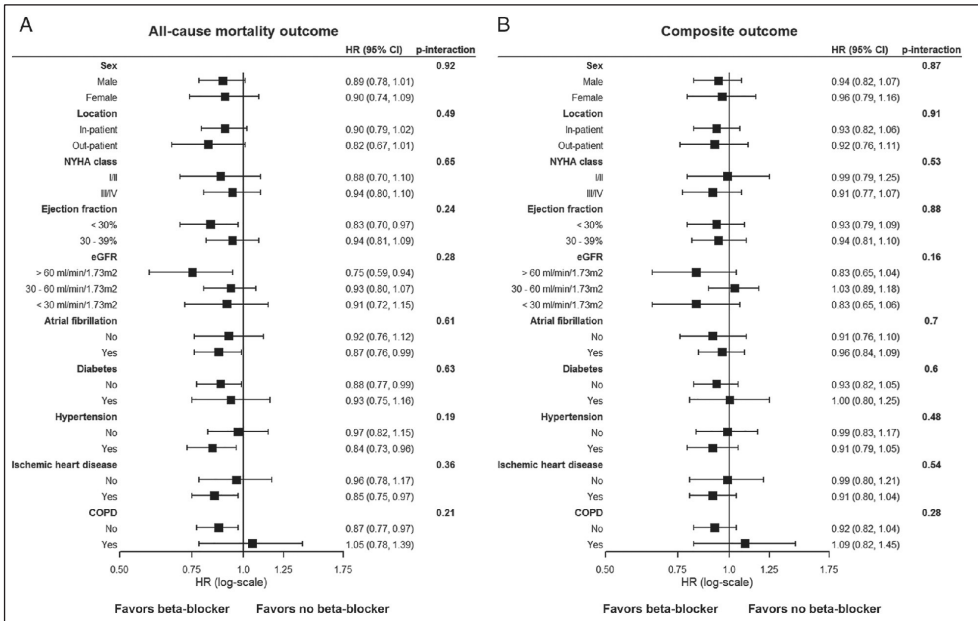 A
All-cause mortality outcome
HR (95% CI) p-interaction
Sex 0.92
Male 0.89 (0.78, 1.01)
Female 0.90 (0.74, 1.09)
Location 0.49
In-patient 0.90 (0.79, 1.02)
Out-patient 0.82 (0.67, 1.01)
NYHA class 0.65
I/II 0.88 (0.70, 1.10)
III/IV 0.94 (0.80, 1.10)
Ejection fraction 0.24
< 30% 0.83 (0.70, 0.97)
30 - 39% 0.94 (0.81, 1.09)
eGFR 0.28
> 60 ml/min/1.73m2 0.75 (0.59, 0.94)
30 - 60 ml/min/1.73m2 0.93 (0.80, 1.07)
< 30 ml/min/1.73m2 0.91 (0.72, 1.15)
Atrial fibrillation 0.61
No 0.92 (0.76, 1.12)
Yes 0.87 (0.76, 0.99)
Diabetes 0.63
No 0.88 (0.77, 0.99)
Yes 0.93 (0.75, 1.16)
Hypertension 0.19
No 0.97 (0.82, 1.15)
Yes 0.84 (0.73, 0.96)
Ischemic heart disease 0.36
No 0.96 (0.78, 1.17)
Yes 0.85 (0.75, 0.97)
COPD 0.21
No 0.87 (0.77, 0.97)
Yes 1.05 (0.78, 1.39)
0.50 0.75 1.0 1.25 1.75
HR (log-scale)
Favors beta-blocker Favors no beta-blocker
B
Composite outcome
HR (95% CI) p-interaction
Sex 0.87
Male 0.94 (0.82, 1.07)
Female 0.96 (0.79, 1.16)
Location 0.91
In-patient 0.93 (0.82, 1.06)
Out-patient 0.92 (0.76, 1.11)
NYHA class 0.53
I/II 0.99 (0.79, 1.25)
III/IV 0.91 (0.77, 1.07)
Ejection fraction 0.88
< 30% 0.93 (0.79, 1.09)
30 - 39% 0.94 (0.81, 1.10)
eGFR 0.16
> 60 ml/min/1.73m2 0.83 (0.65, 1.04)
30 - 60 ml/min/1.73m2 1.03 (0.89, 1.18)
< 30 ml/min/1.73m2 0.83 (0.65, 1.06)
Atrial fibrillation 0.7
No 0.91 (0.76, 1.10)
Yes 0.96 (0.84, 1.09)
Diabetes 0.6
No 0.93 (0.82, 1.05)
Yes 1.00 (0.80, 1.25)
Hypertension 0.48
No 0.99 (0.83, 1.17)
Yes 0.91 (0.79, 1.05)
Ischemic heart disease 0.54
No 0.99 (0.80, 1.21)
Yes 0.91 (0.80, 1.04)
COPD 0.28
No 0.92 (0.82, 1.04)
Yes 1.09 (0.82, 1.45)
0.50 0.75 1.0 1.25 1.75
HR (log-scale)
Favors beta-blocker Favors no beta-blocker